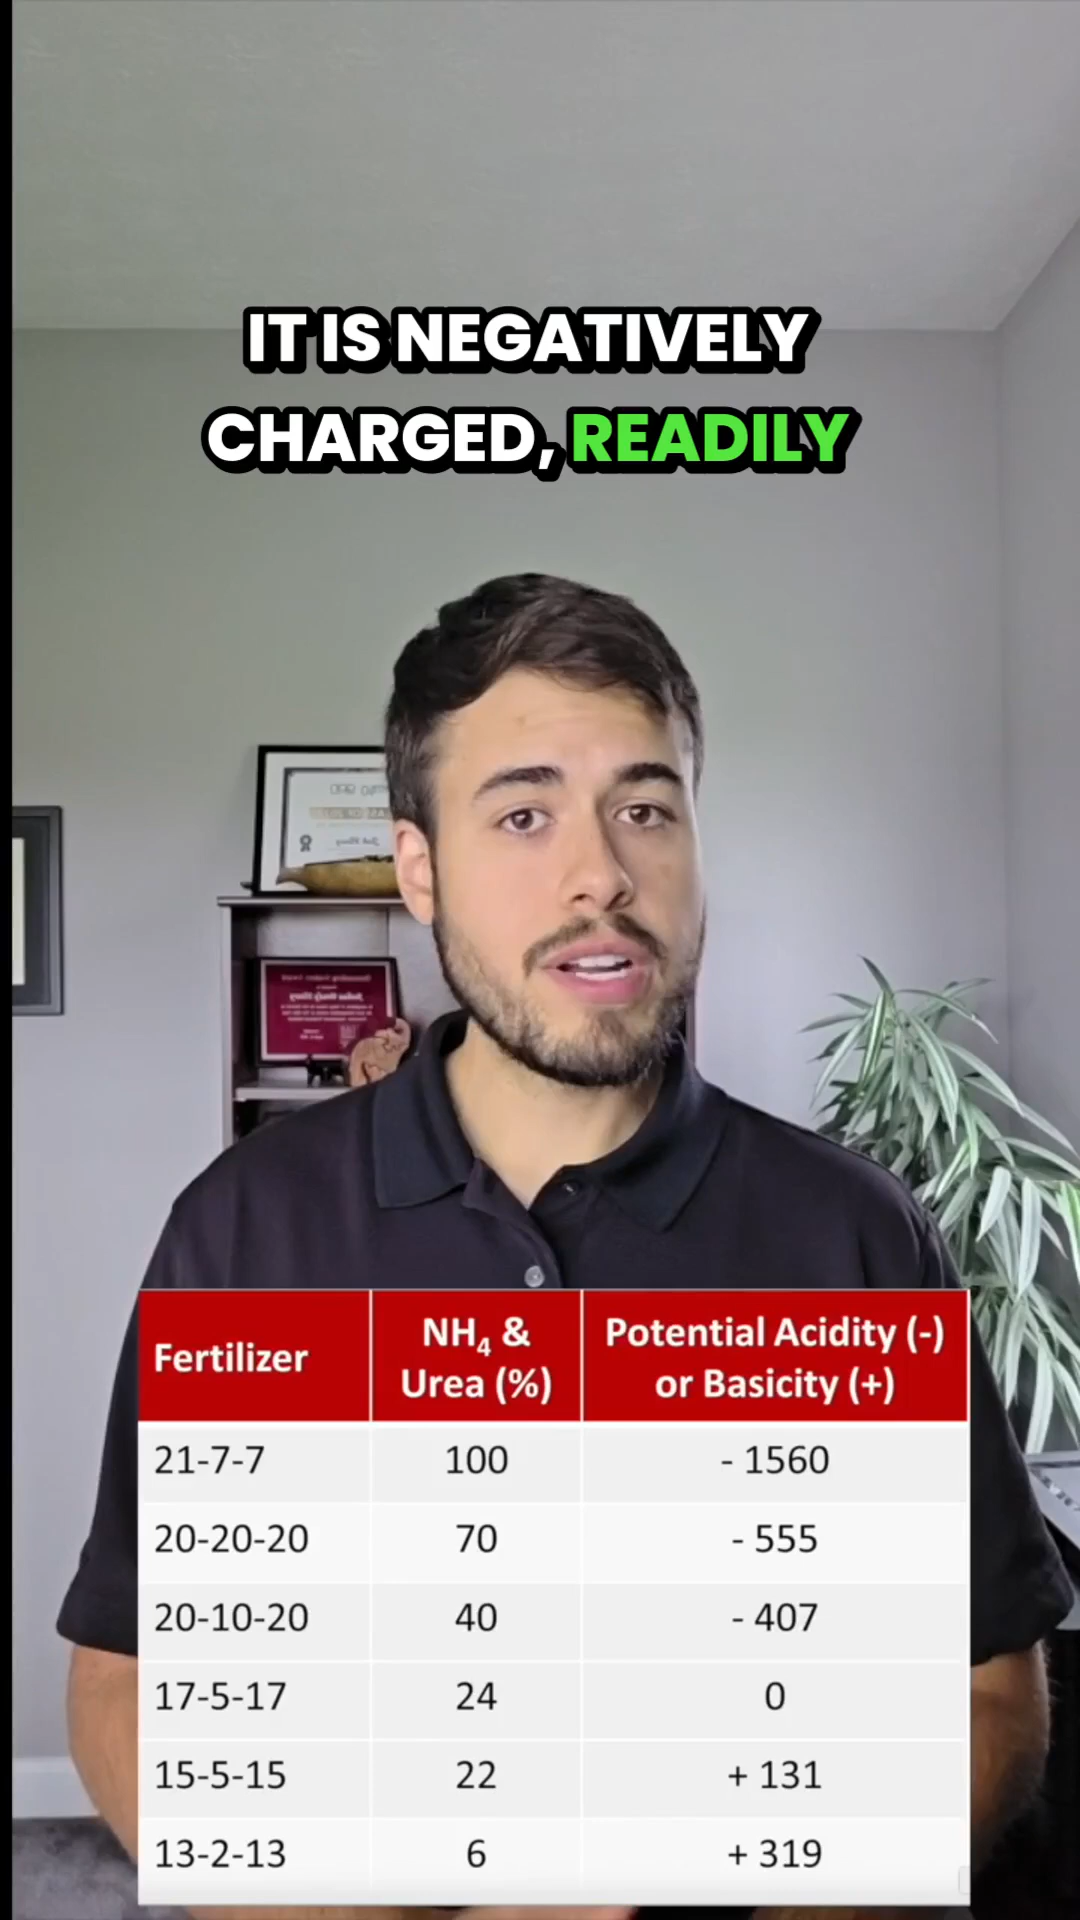 IT IS NEGATIVELY
CHARGED, READILY
Fertilizer NH₄ & Urea (%) Potential Acidity (-) or Basicity (+)
21-7-7 100 - 1560
20-20-20 70 - 555
20-10-20 40 - 407
17-5-17 24 0
15-5-15 22 + 131
13-2-13 6 + 319